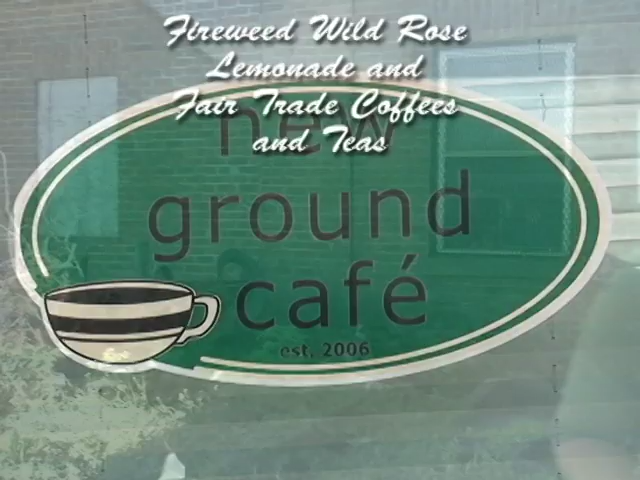 Fireweed Wild Rose
Lemonade and
Fair Trade Coffees
and Teas
new
ground
café
est. 2006